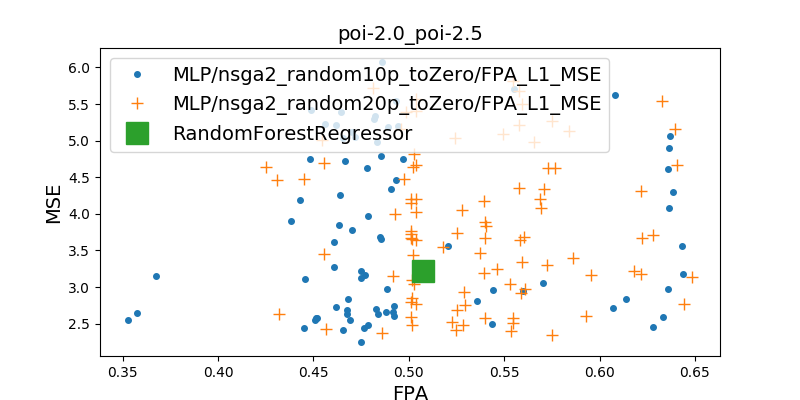 poi-2.0_poi-2.5
MLP/nsga2_random10p_toZero/FPA_L1_MSE
MLP/nsga2_random20p_toZero/FPA_L1_MSE
RandomForestRegressor
MSE
6.0
5.5
5.0
4.5
4.0
3.5
3.0
2.5
0.35 0.40 0.45 0.50 0.55 0.60 0.65
FPA